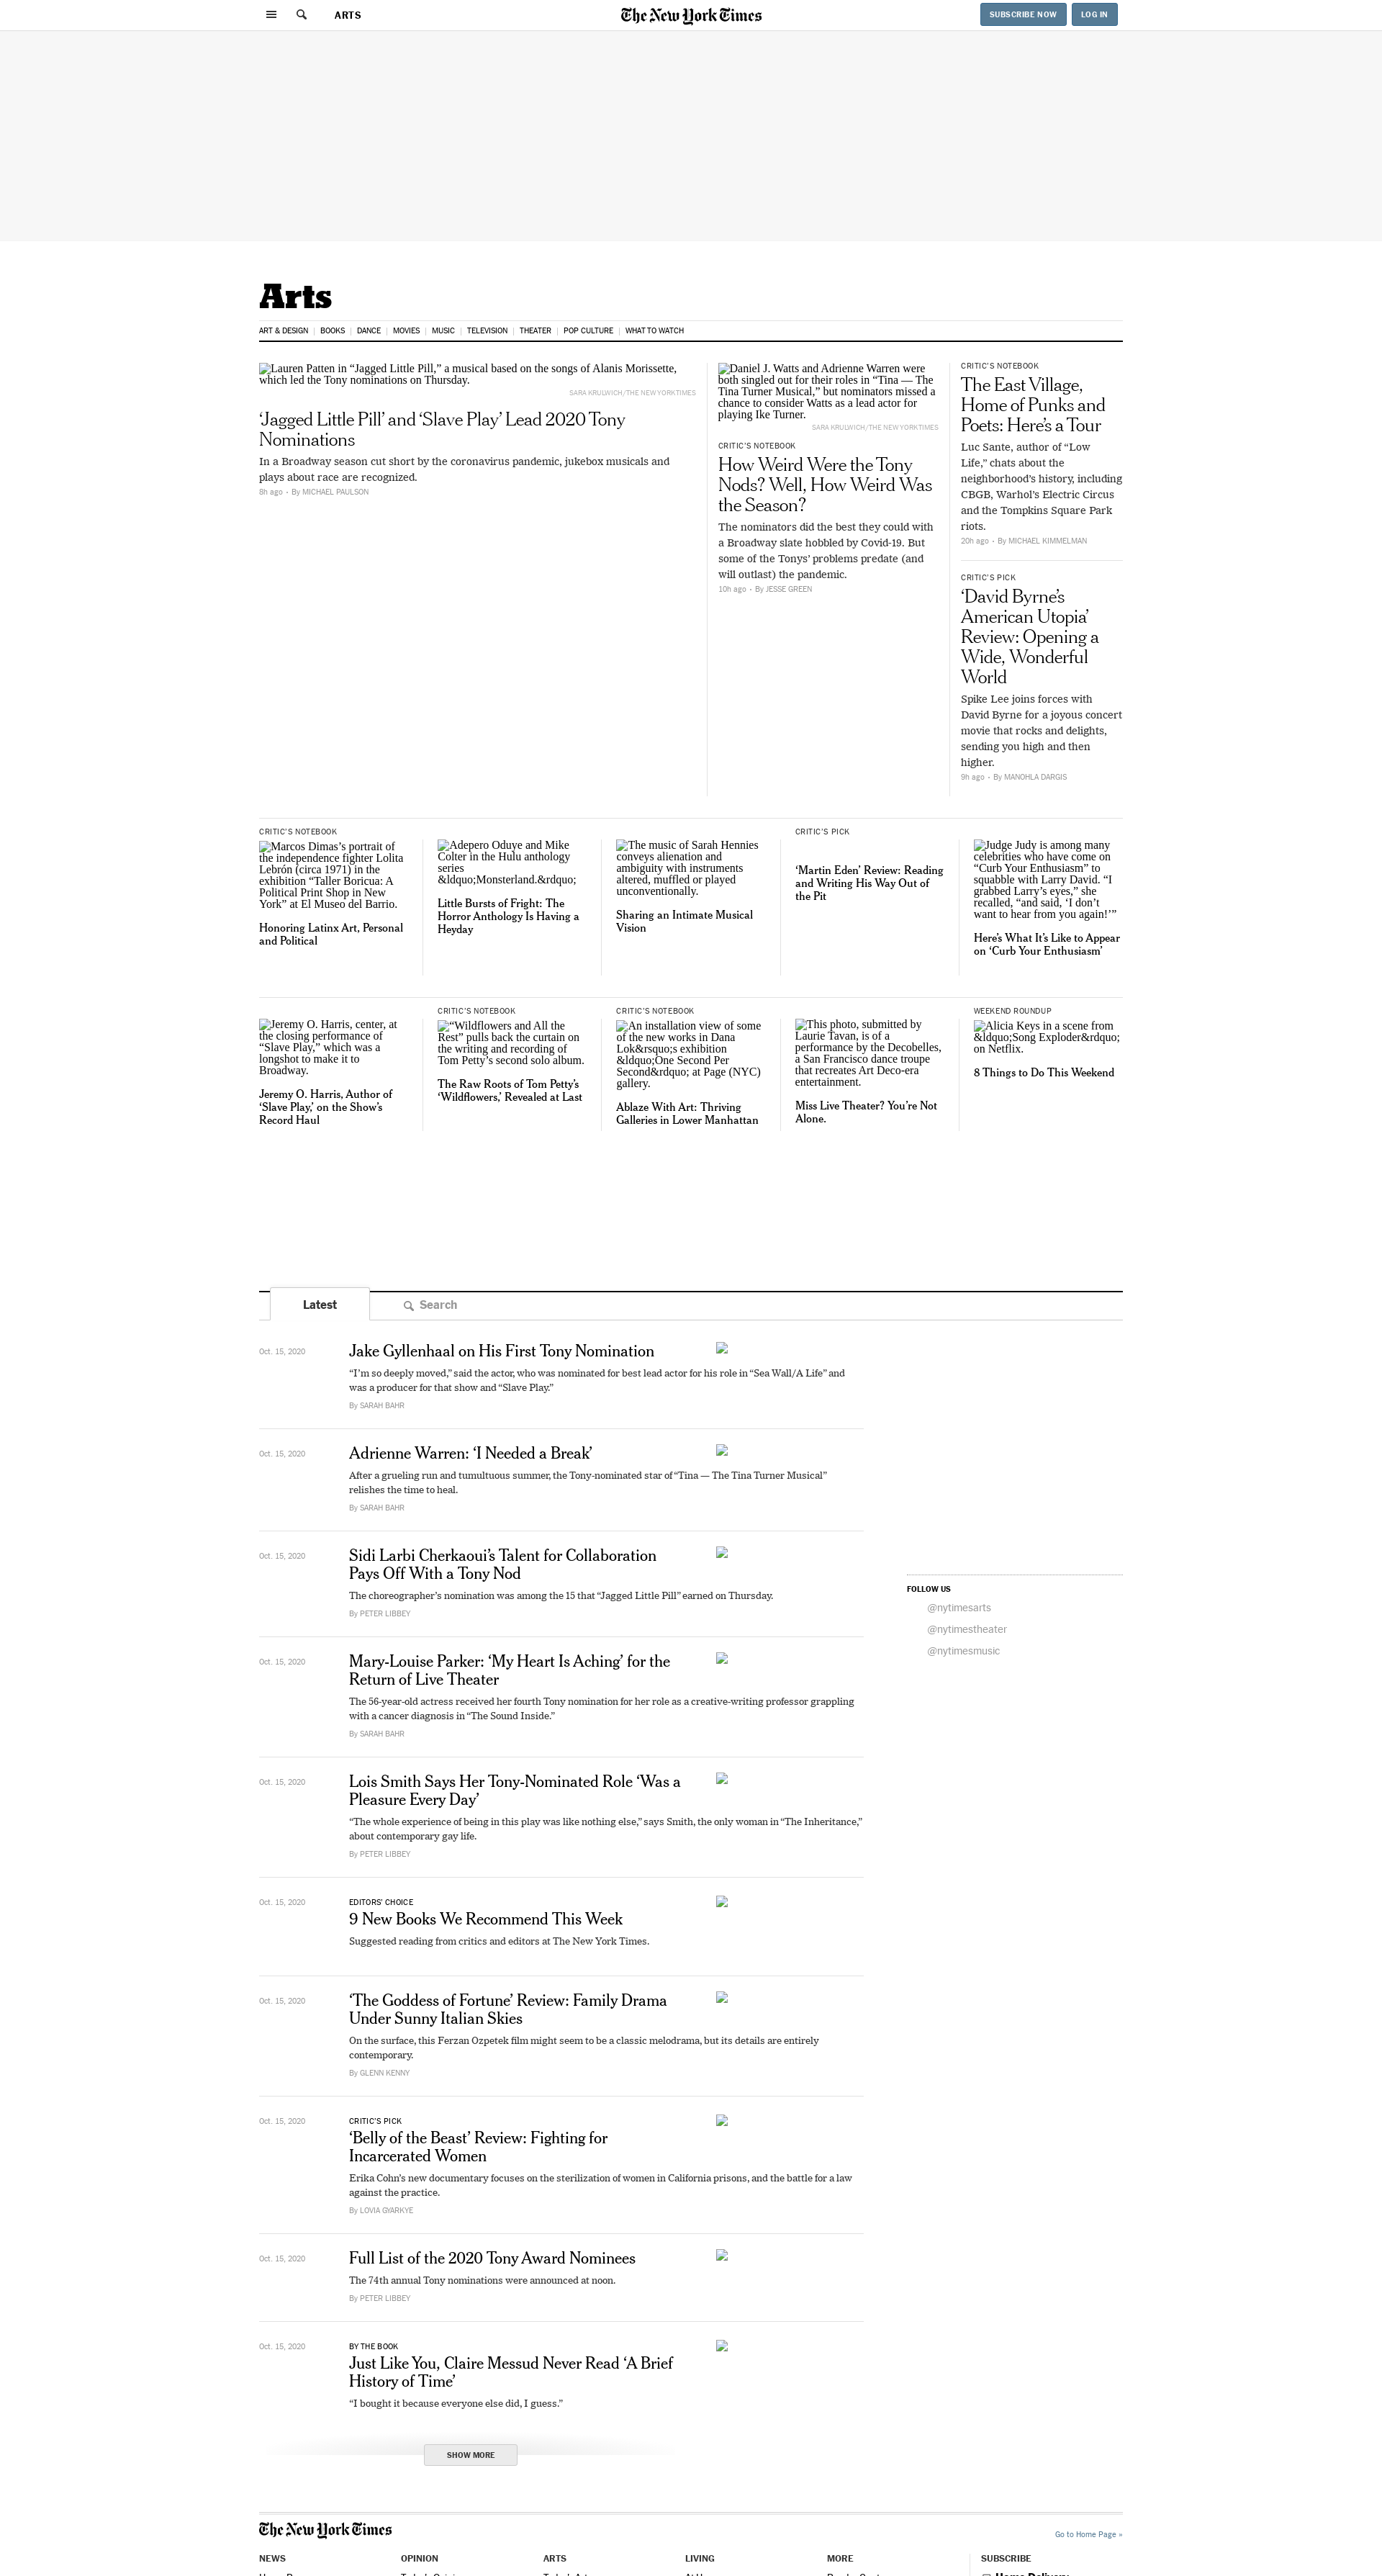 ARTS
The New York Times
SUBSCRIBE NOW
LOG IN
Arts
ART & DESIGN
BOOKS
DANCE
MOVIES
MUSIC
TELEVISION
THEATER
POP CULTURE
WHAT TO WATCH
Lauren Patten in “Jagged Little Pill,” a musical based on the songs of Alanis Morissette,
which led the Tony nominations on Thursday.
SARA KRULWICH/THE NEW YORK TIMES
‘Jagged Little Pill’ and ‘Slave Play’ Lead 2020 Tony
Nominations
In a Broadway season cut short by the coronavirus pandemic, jukebox musicals and
plays about race are recognized.
8h ago • By MICHAEL PAULSON
Daniel J. Watts and Adrienne Warren were
both singled out for their roles in “Tina — The
Tina Turner Musical,” but nominators missed a
chance to consider Watts as a lead actor for
playing Ike Turner.
SARA KRULWICH/THE NEW YORK TIMES
CRITIC’S NOTEBOOK
How Weird Were the Tony
Nods? Well, How Weird Was
the Season?
The nominators did the best they could with
a Broadway slate hobbled by Covid-19. But
some of the Tonys’ problems predate (and
will outlast) the pandemic.
10h ago • By JESSE GREEN
CRITIC’S NOTEBOOK
The East Village,
Home of Punks and
Poets: Here’s a Tour
Luc Sante, author of “Low
Life,” chats about the
neighborhood’s history, including
CBGB, Warhol’s Electric Circus
and the Tompkins Square Park
riots.
20h ago • By MICHAEL KIMMELMAN
CRITIC’S PICK
‘David Byrne’s
American Utopia’
Review: Opening a
Wide, Wonderful
World
Spike Lee joins forces with
David Byrne for a joyous concert
movie that rocks and delights,
sending you high and then
higher.
9h ago • By MANOHLA DARGIS
CRITIC’S NOTEBOOK
Marcos Dimas’s portrait of
the independence fighter Lolita
Lebrón (circa 1971) in the
exhibition “Taller Boricua: A
Political Print Shop in New
York” at El Museo del Barrio.
Honoring Latinx Art, Personal
and Political
Adepero Oduye and Mike
Colter in the Hulu anthology
series
&ldquo;Monsterland.&rdquo;
Little Bursts of Fright: The
Horror Anthology Is Having a
Heyday
The music of Sarah Hennies
conveys alienation and
ambiguity with instruments
altered, muffled or played
unconventionally.
Sharing an Intimate Musical
Vision
CRITIC’S PICK
‘Martin Eden’ Review: Reading
and Writing His Way Out of
the Pit
Judge Judy is among many
celebrities who have come on
“Curb Your Enthusiasm” to
squabble with Larry David. “I
grabbed Larry’s eyes,” she
recalled, “and said, ‘I don’t
want to hear from you again!’”
Here’s What It’s Like to Appear
on ‘Curb Your Enthusiasm’
Jeremy O. Harris, center, at
the closing performance of
“Slave Play,” which was a
longshot to make it to
Broadway.
Jeremy O. Harris, Author of
‘Slave Play,’ on the Show’s
Record Haul
CRITIC’S NOTEBOOK
“Wildflowers and All the
Rest” pulls back the curtain on
the writing and recording of
Tom Petty’s second solo album.
The Raw Roots of Tom Petty’s
‘Wildflowers,’ Revealed at Last
CRITIC’S NOTEBOOK
An installation view of some
of the new works in Dana
Lok&rsquo;s exhibition
&ldquo;One Second Per
Second&rdquo; at Page (NYC)
gallery.
Ablaze With Art: Thriving
Galleries in Lower Manhattan
This photo, submitted by
Laurie Tavan, is of a
performance by the Decobelles,
a San Francisco dance troupe
that recreates Art Deco-era
entertainment.
Miss Live Theater? You’re Not
Alone.
WEEKEND ROUNDUP
Alicia Keys in a scene from
&ldquo;Song Exploder&rdquo;
on Netflix.
8 Things to Do This Weekend
Latest
Search
Oct. 15, 2020
Jake Gyllenhaal on His First Tony Nomination
“I’m so deeply moved,” said the actor, who was nominated for best lead actor for his role in “Sea Wall/A Life” and
was a producer for that show and “Slave Play.”
By SARAH BAHR
Oct. 15, 2020
Adrienne Warren: ‘I Needed a Break’
After a grueling run and tumultuous summer, the Tony-nominated star of “Tina — The Tina Turner Musical”
relishes the time to heal.
By SARAH BAHR
Oct. 15, 2020
Sidi Larbi Cherkaoui’s Talent for Collaboration
Pays Off With a Tony Nod
The choreographer’s nomination was among the 15 that “Jagged Little Pill” earned on Thursday.
By PETER LIBBEY
FOLLOW US
@nytimesarts
@nytimestheater
@nytimesmusic
Oct. 15, 2020
Mary-Louise Parker: ‘My Heart Is Aching’ for the
Return of Live Theater
The 56-year-old actress received her fourth Tony nomination for her role as a creative-writing professor grappling
with a cancer diagnosis in “The Sound Inside.”
By SARAH BAHR
Oct. 15, 2020
Lois Smith Says Her Tony-Nominated Role ‘Was a
Pleasure Every Day’
“The whole experience of being in this play was like nothing else,” says Smith, the only woman in “The Inheritance,”
about contemporary gay life.
By PETER LIBBEY
Oct. 15, 2020
EDITORS’ CHOICE
9 New Books We Recommend This Week
Suggested reading from critics and editors at The New York Times.
Oct. 15, 2020
‘The Goddess of Fortune’ Review: Family Drama
Under Sunny Italian Skies
On the surface, this Ferzan Ozpetek film might seem to be a classic melodrama, but its details are entirely
contemporary.
By GLENN KENNY
Oct. 15, 2020
CRITIC’S PICK
‘Belly of the Beast’ Review: Fighting for
Incarcerated Women
Erika Cohn’s new documentary focuses on the sterilization of women in California prisons, and the battle for a law
against the practice.
By LOVIA GYARKYE
Oct. 15, 2020
Full List of the 2020 Tony Award Nominees
The 74th annual Tony nominations were announced at noon.
By PETER LIBBEY
Oct. 15, 2020
BY THE BOOK
Just Like You, Claire Messud Never Read ‘A Brief
History of Time’
“I bought it because everyone else did, I guess.”
SHOW MORE
The New York Times
Go to Home Page »
NEWS
OPINION
ARTS
LIVING
MORE
SUBSCRIBE